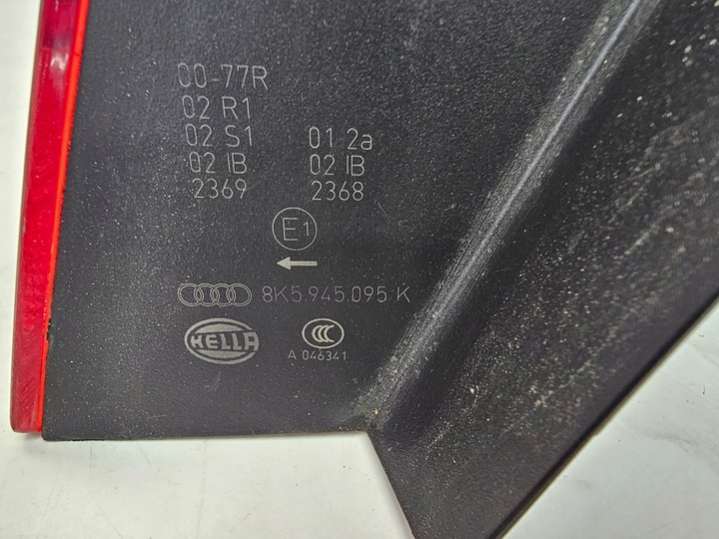 00-77R
02 R1
02 S1 01 2a
02 IB 02 IB
2369 2368
E1
8K5.945.095 K
HELLA
CCC
A 046341